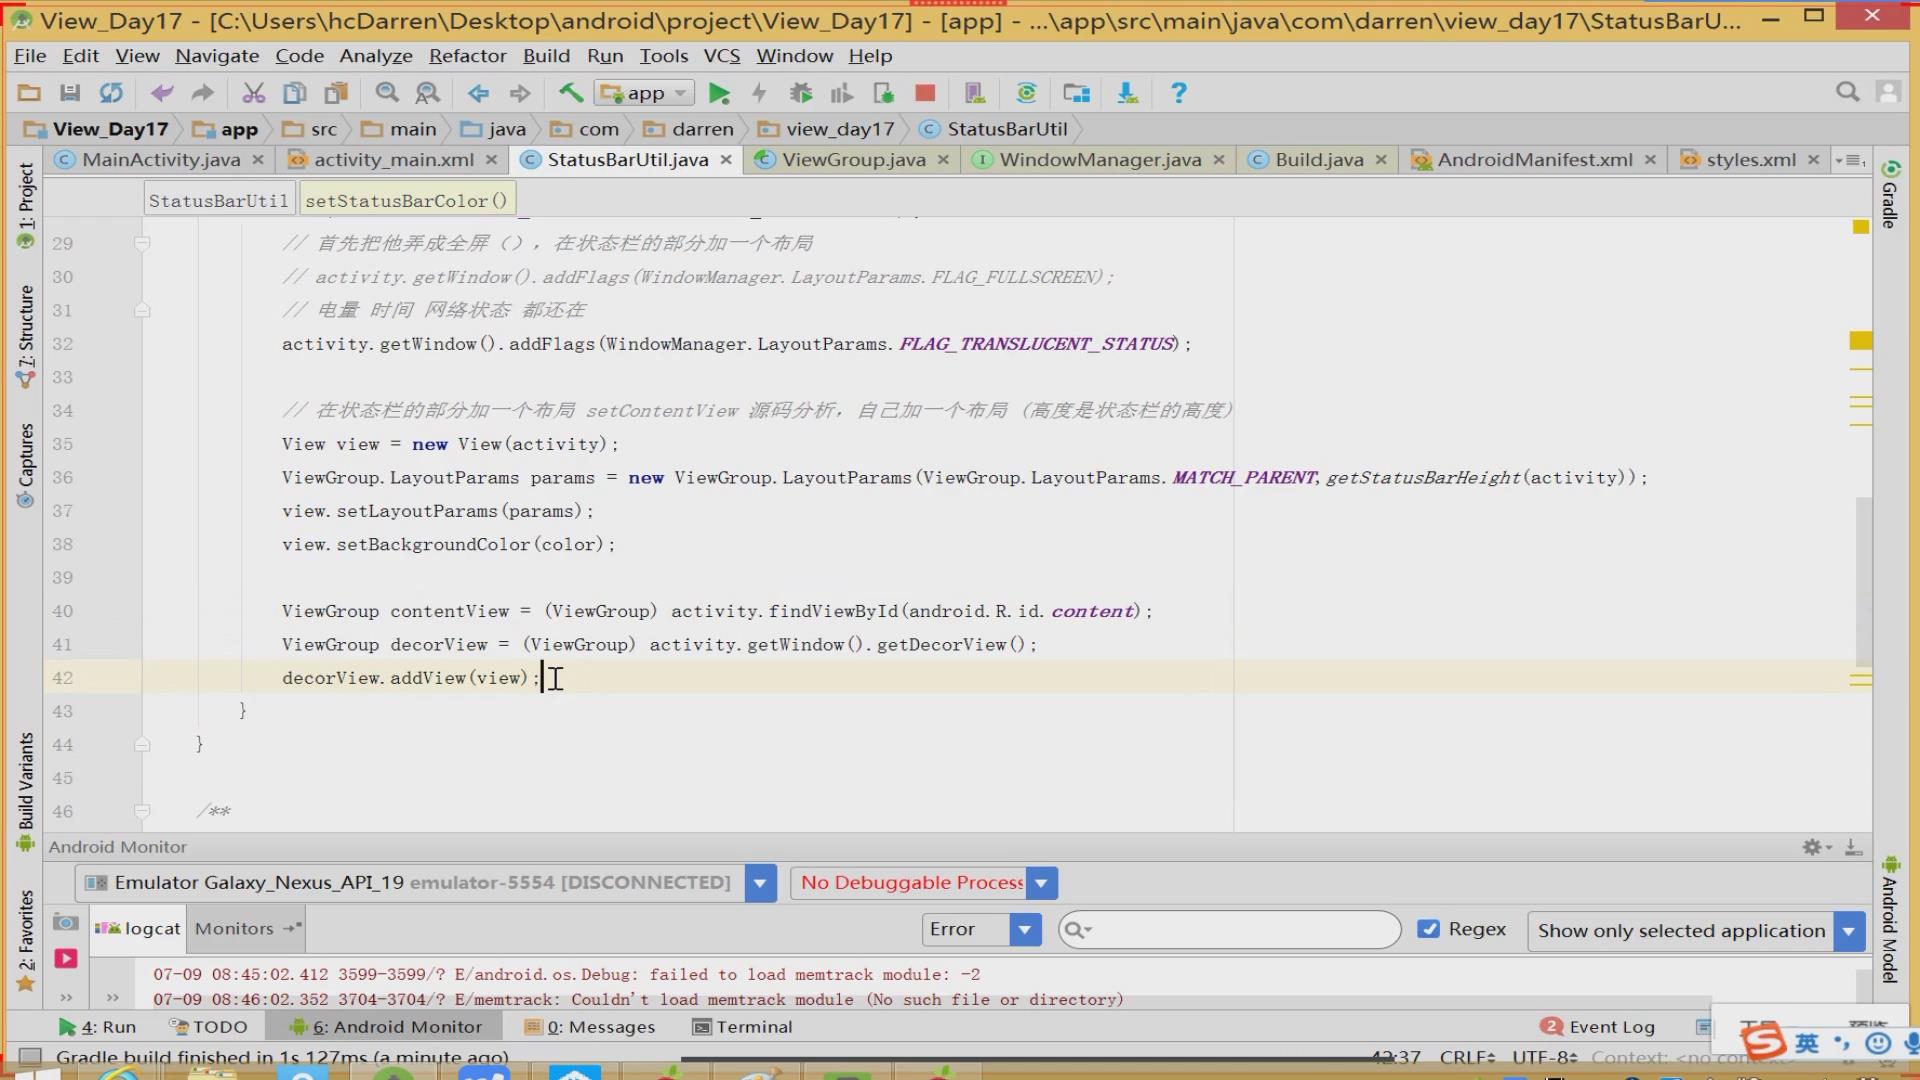 View_Day17 - [C:\Users\hcDarren\Desktop\android\project\View_Day17] - [app] - ...\app\src\main\java\com\darren\view_day17\StatusBarU...
File Edit View Navigate Code Analyze Refactor Build Run Tools VCS Window Help
app
View_Day17 app src main java com darren view_day17 StatusBarUtil
MainActivity.java activity_main.xml StatusBarUtil.java ViewGroup.java WindowManager.java Build.java AndroidManifest.xml styles.xml
StatusBarUtil setStatusBarColor()
29 // 首先把他弄成全屏（），在状态栏的部分加一个布局
30 // activity.getWindow().addFlags(WindowManager.LayoutParams.FLAG_FULLSCREEN);
31 // 电量 时间 网络状态 都还在
32 activity.getWindow().addFlags(WindowManager.LayoutParams.FLAG_TRANSLUCENT_STATUS);
33
34 // 在状态栏的部分加一个布局 setContentView 源码分析，自己加一个布局 (高度是状态栏的高度)
35 View view = new View(activity);
36 ViewGroup.LayoutParams params = new ViewGroup.LayoutParams(ViewGroup.LayoutParams.MATCH_PARENT,getStatusBarHeight(activity));
37 view.setLayoutParams(params);
38 view.setBackgroundColor(color);
39
40 ViewGroup contentView = (ViewGroup) activity.findViewById(android.R.id.content);
41 ViewGroup decorView = (ViewGroup) activity.getWindow().getDecorView();
42 decorView.addView(view);
43 }
44 }
45
46 /**
1: Project
7: Structure
Captures
Build Variants
2: Favorites
Gradle
Android Model
Android Monitor
Emulator Galaxy_Nexus_API_19 emulator-5554 [DISCONNECTED] No Debuggable Process
logcat Monitors Error Regex Show only selected application
07-09 08:45:02.412 3599-3599/? E/android.os.Debug: failed to load memtrack module: -2
07-09 08:46:02.352 3704-3704/? E/memtrack: Couldn't load memtrack module (No such file or directory)
4: Run TODO 6: Android Monitor 0: Messages Terminal 2 Event Log
Gradle build finished in 1s 127ms (a minute ago) 42:37 CRLF UTF-8 Context: <no context>
英